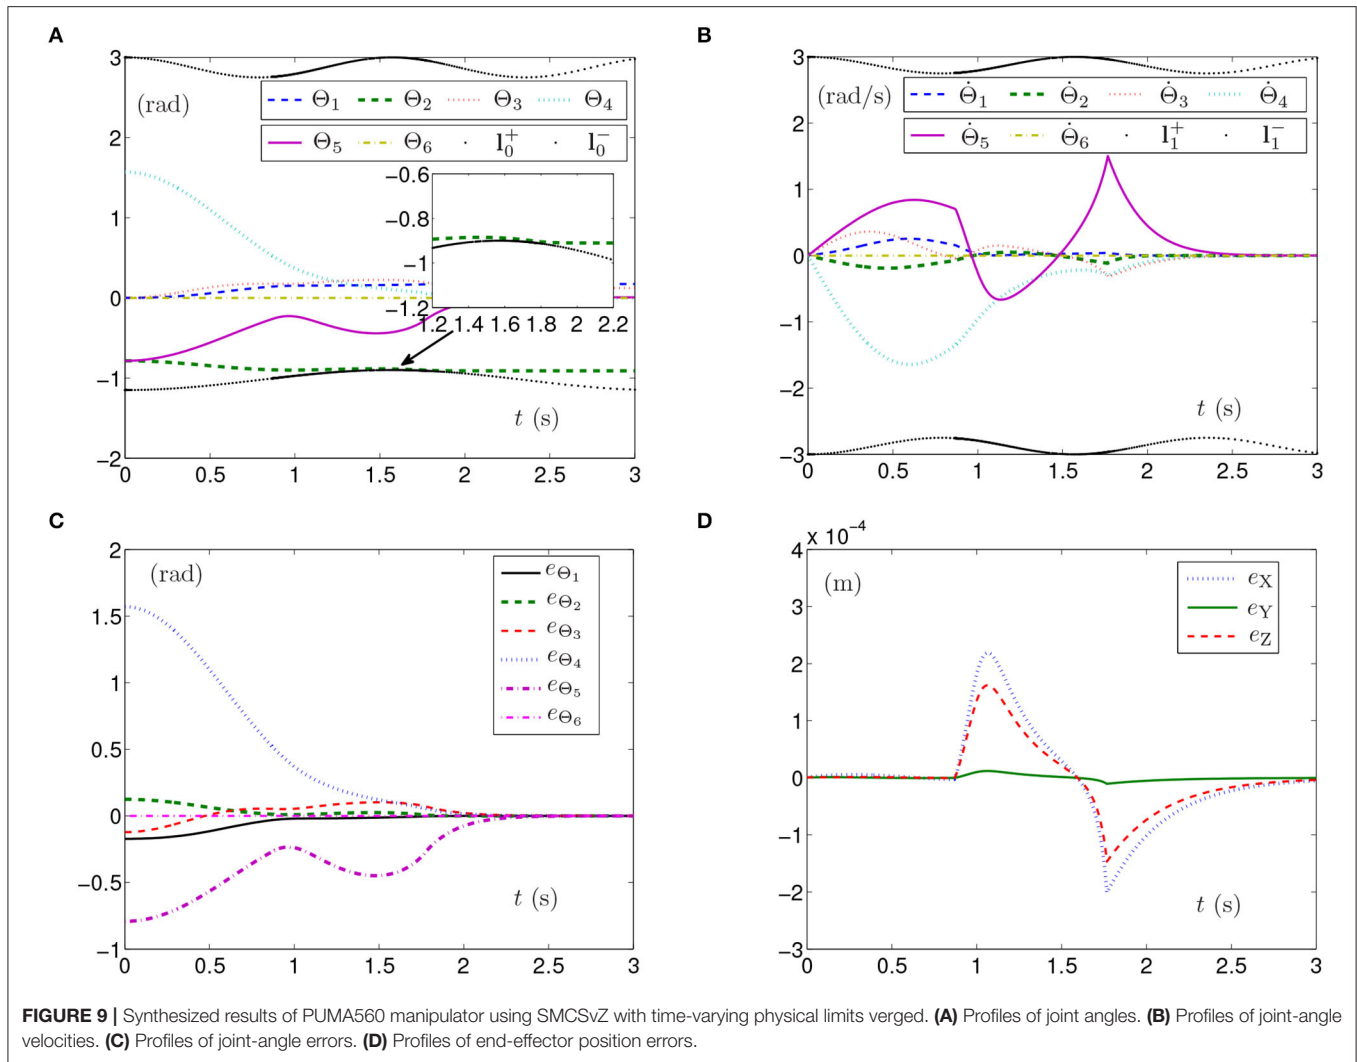 A
3
2
1
0
−1
−2
0 0.5 1 1.5 2 2.5 3
(rad)
Θ1 Θ2 Θ3 Θ4
Θ5 Θ6 l0+ l0−
−0.6
−0.8
−1
−1.2
1.2 1.4 1.6 1.8 2 2.2
t (s)
B
3
2
1
0
−1
−2
−3
0 0.5 1 1.5 2 2.5 3
(rad/s)
Θ̇1 Θ̇2 Θ̇3 Θ̇4
Θ̇5 Θ̇6 l1+ l1−
t (s)
C
2
1.5
1
0.5
0
−0.5
−1
0 0.5 1 1.5 2 2.5 3
(rad)
eΘ1
eΘ2
eΘ3
eΘ4
eΘ5
eΘ6
t (s)
D
x 10−4
4
3
2
1
0
−1
−2
−3
0 0.5 1 1.5 2 2.5 3
(m)
eX
eY
eZ
t (s)
FIGURE 9 | Synthesized results of PUMA560 manipulator using SMCSvZ with time-varying physical limits verged. (A) Profiles of joint angles. (B) Profiles of joint-angle
velocities. (C) Profiles of joint-angle errors. (D) Profiles of end-effector position errors.